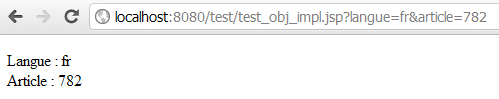 localhost:8080/test/test_obj_impl.jsp?langue=fr&article=782
Langue : fr
Article : 782